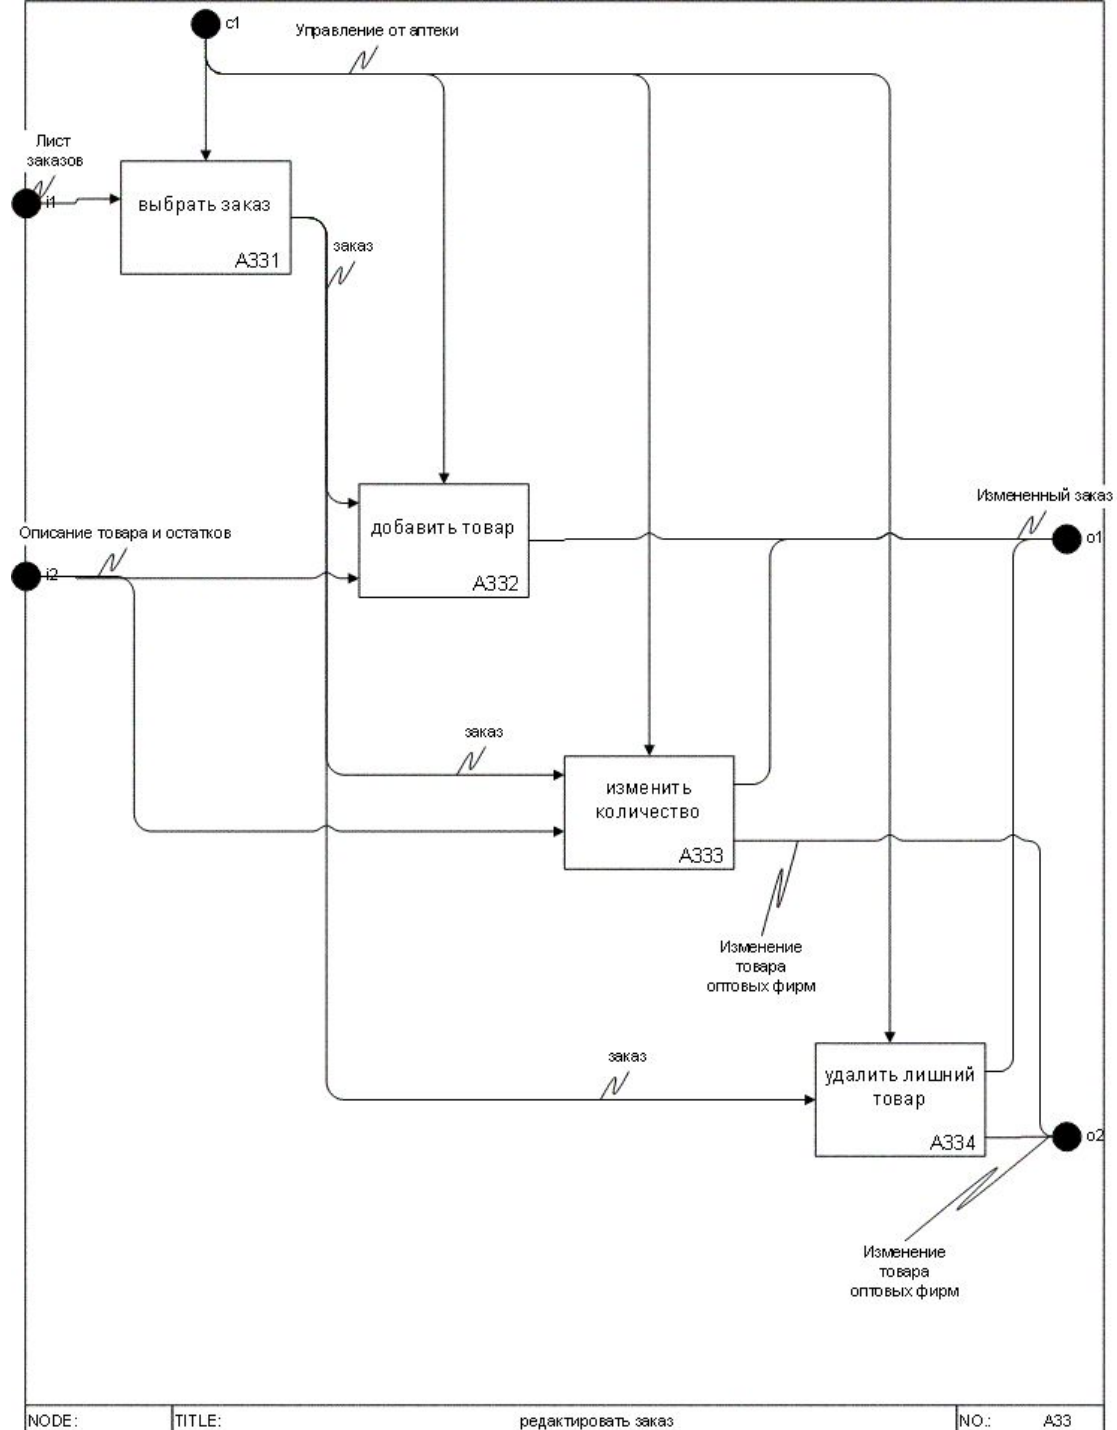 c1
Управление от аптеки
Лист
заказов
i1
выбрать заказ
A331
заказ
Измененный заказ
o1
Описание товара и остатков
i2
добавить товар
A332
заказ
изменить
количество
A333
Изменение
товара
оптовых фирм
заказ
удалить лишний
товар
A334
o2
Изменение
товара
оптовых фирм
NODE:
TITLE:
редактировать заказ
NO.:
A33